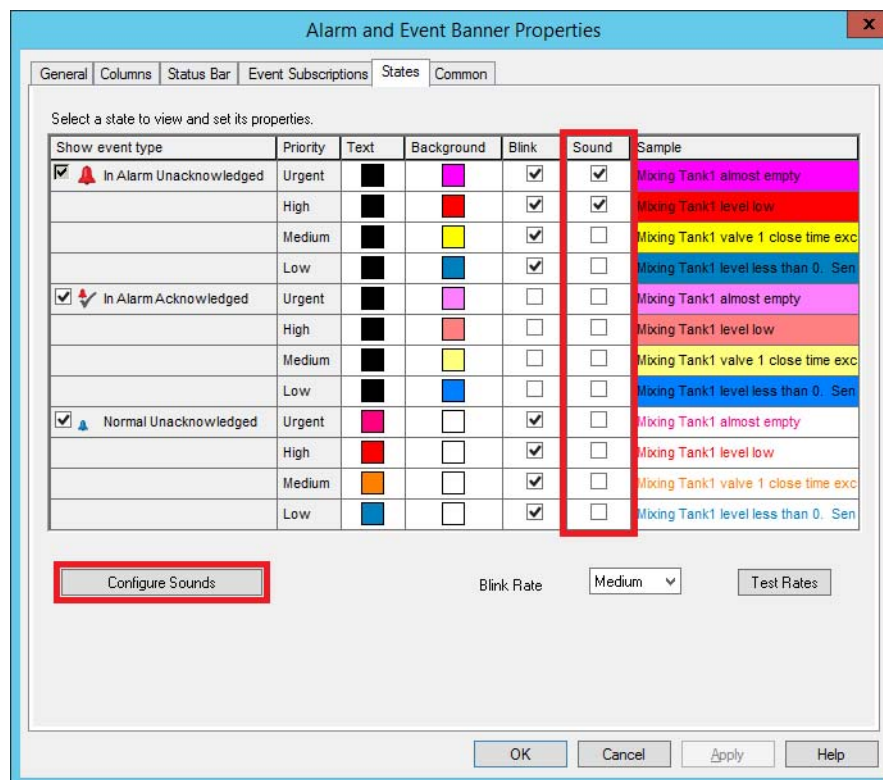 Alarm and Event Banner Properties
x
General Columns Status Bar Event Subscriptions States Common
Select a state to view and set its properties.
Show event type Priority Text Background Blink Sound Sample
In Alarm Unacknowledged Urgent Mixing Tank1 almost empty
High Mixing Tank1 level low
Medium Mixing Tank1 valve 1 close time exc
Low Mixing Tank1 level less than 0. Sen
In Alarm Acknowledged Urgent Mixing Tank1 almost empty
High Mixing Tank1 level low
Medium Mixing Tank1 valve 1 close time exc
Low Mixing Tank1 level less than 0. Sen
Normal Unacknowledged Urgent Mixing Tank1 almost empty
High Mixing Tank1 level low
Medium Mixing Tank1 valve 1 close time exc
Low Mixing Tank1 level less than 0. Sen
Configure Sounds Blink Rate Medium Test Rates
OK Cancel Apply Help